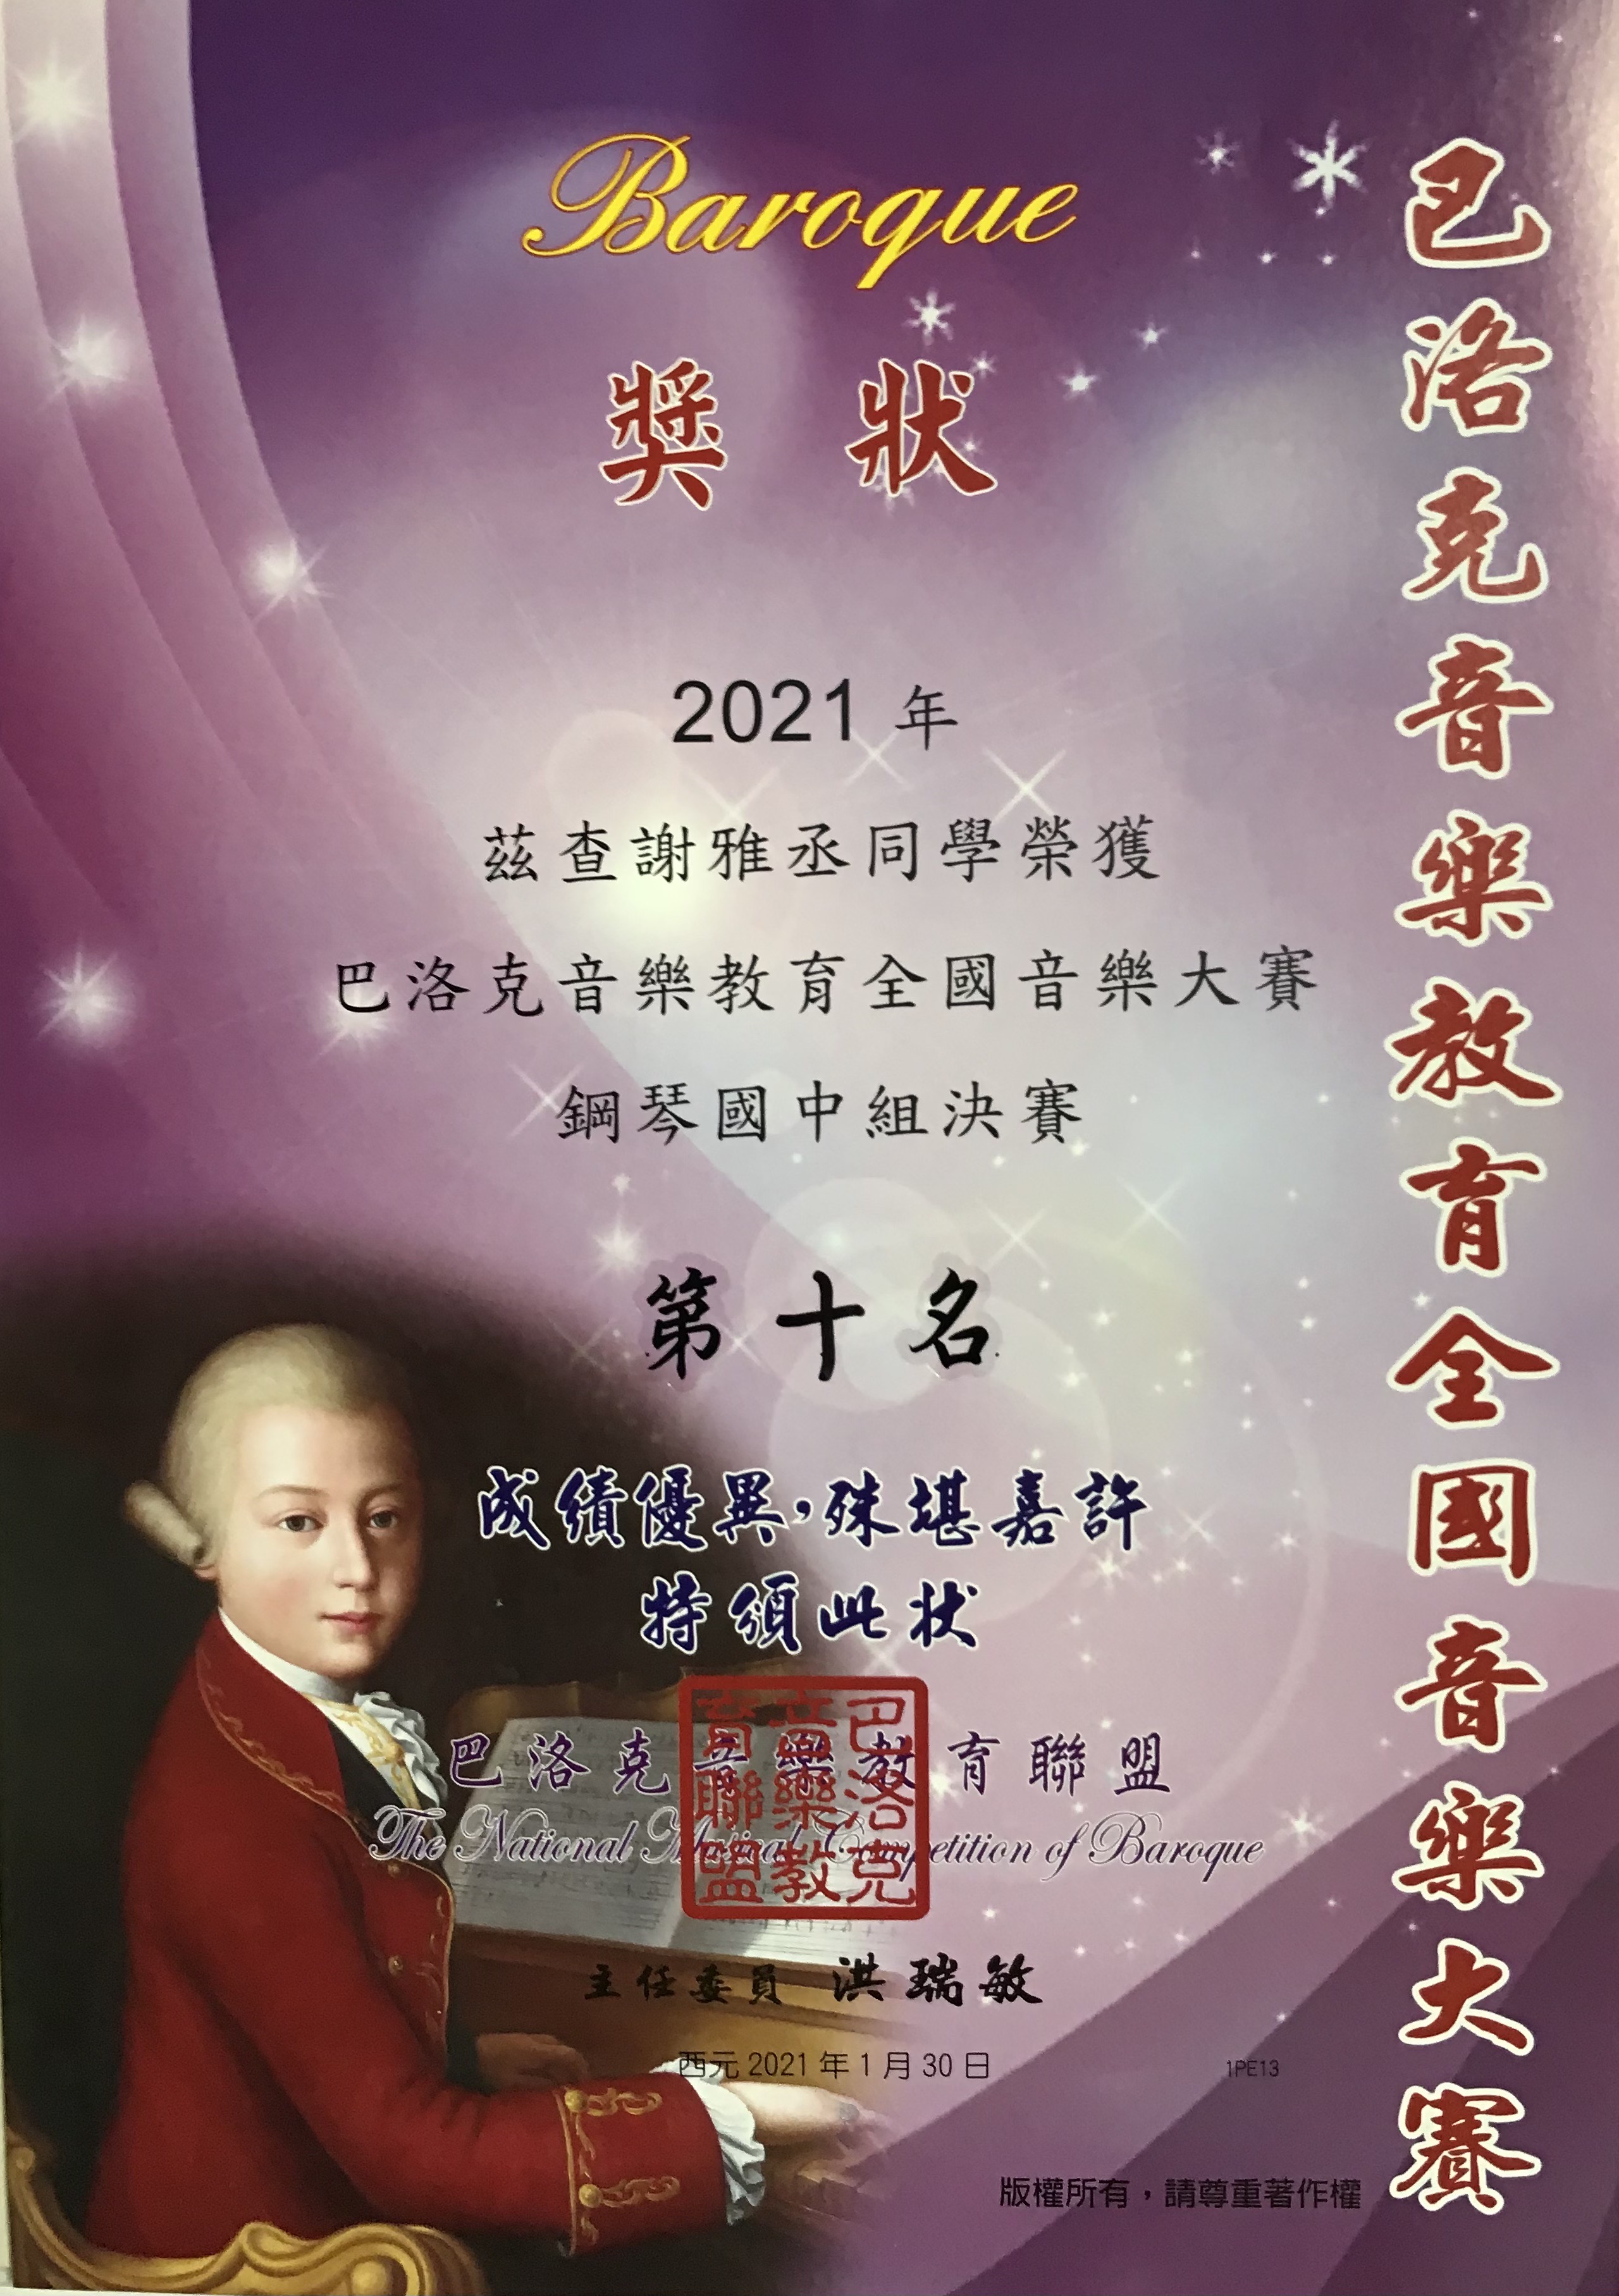 Baroque
獎狀
2021 年
茲查謝雅丞同學榮獲
巴洛克音樂教育全國音樂大賽
鋼琴國中組決賽
第十名
成績優異，殊堪嘉許
特頒此狀
巴洛克音樂教育聯盟
The National Musical Competition of Baroque
巴洛克音樂教育聯盟
主任委員 洪瑞敏
西元 2021 年 1 月 30 日
1PE13
版權所有，請尊重著作權
巴洛克音樂教育全國音樂大賽